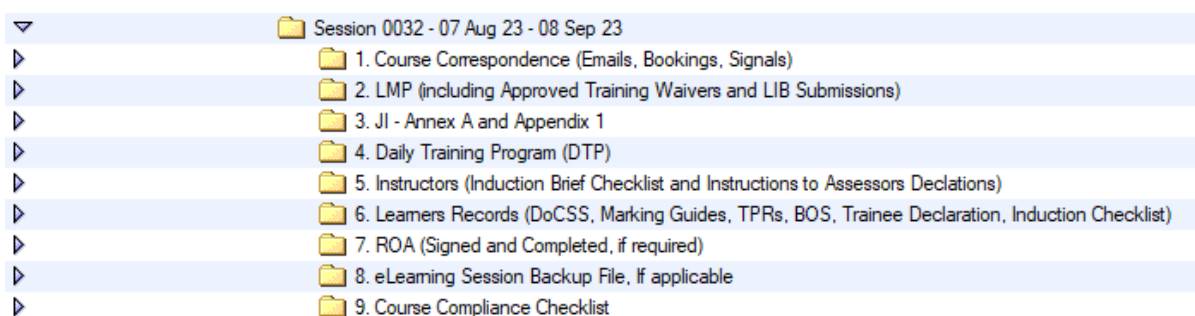 Session 0032 - 07 Aug 23 - 08 Sep 23
1. Course Correspondence (Emails, Bookings, Signals)
2. LMP (including Approved Training Waivers and LIB Submissions)
3. JI - Annex A and Appendix 1
4. Daily Training Program (DTP)
5. Instructors (Induction Brief Checklist and Instructions to Assessors Declations)
6. Learners Records (DoCSS, Marking Guides, TPRs, BOS, Trainee Declaration, Induction Checklist)
7. ROA (Signed and Completed, if required)
8. eLearning Session Backup File, If applicable
9. Course Compliance Checklist